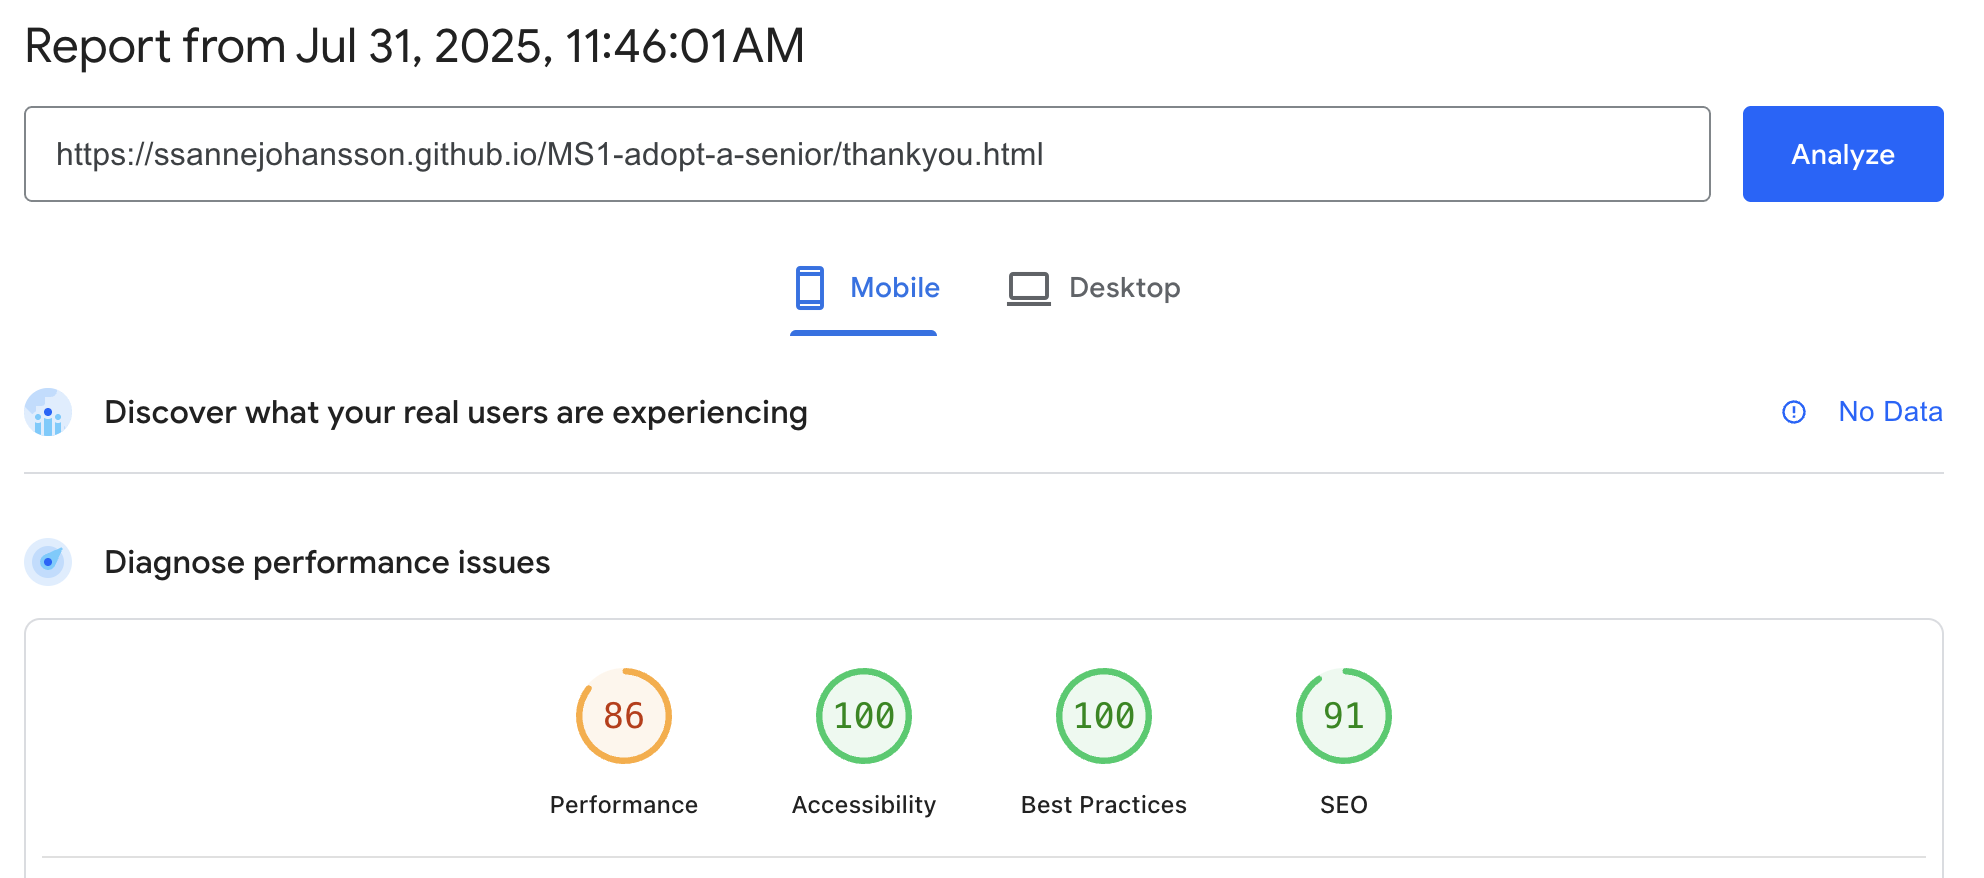 Report from Jul 31, 2025, 11:46:01 AM
https://ssannejohansson.github.io/MS1-adopt-a-senior/thankyou.html
Analyze
Mobile
Desktop
Discover what your real users are experiencing
No Data
Diagnose performance issues
86
100
100
91
Performance
Accessibility
Best Practices
SEO